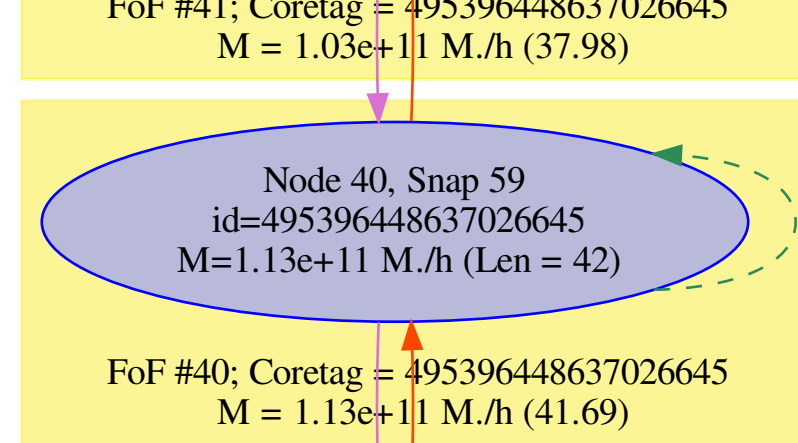 FoF #41; Coretag = 495396448637026645
M = 1.03e+11 M./h (37.98)
Node 40, Snap 59
id=495396448637026645
M=1.13e+11 M./h (Len = 42)
FoF #40; Coretag = 495396448637026645
M = 1.13e+11 M./h (41.69)